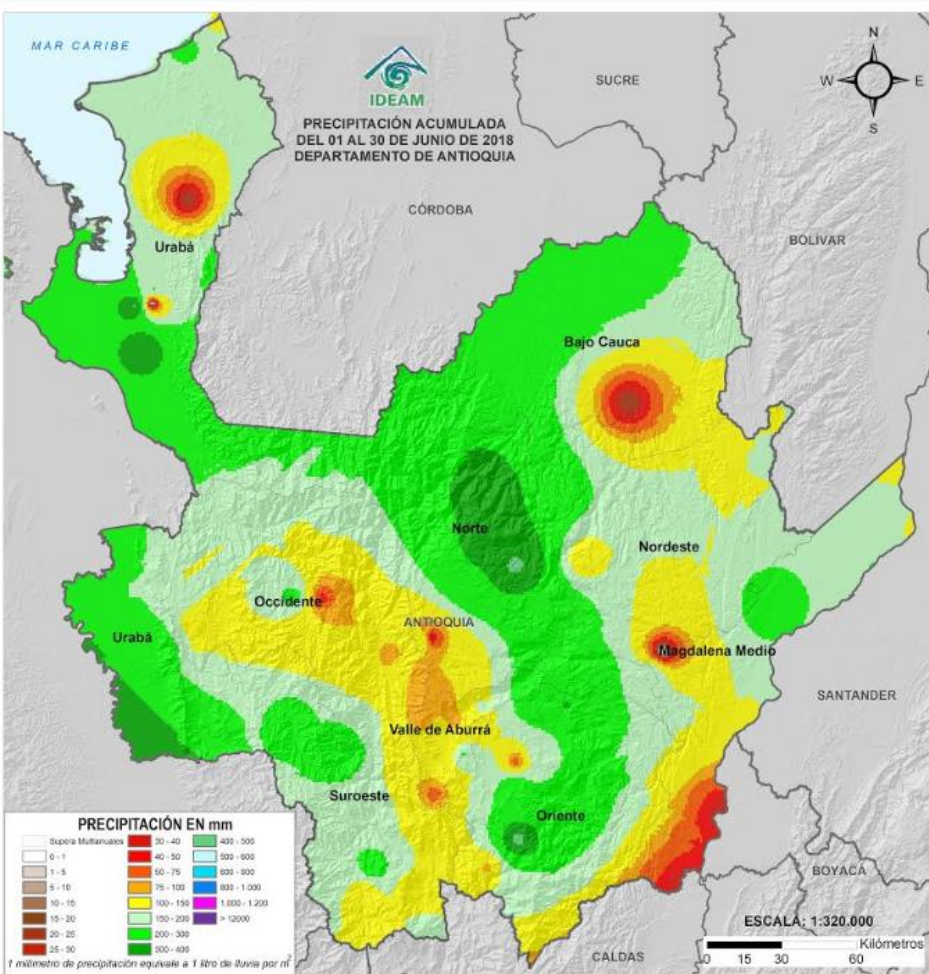 MAR CARIBE
IDEAM
PRECIPITACIÓN ACUMULADA
DEL 01 AL 30 DE JUNIO DE 2018
DEPARTAMENTO DE ANTIOQUIA
N
W
E
S
SUCRE
CÓRDOBA
BOLIVAR
Urabá
Bajo Cauca
Norte
Nordeste
Occidente
ANTIOQUIA
Urabá
Magdalena Medio
SANTANDER
Valle de Aburrá
Suroeste
Oriente
BOYACÁ
CALDAS
PRECIPITACIÓN EN mm
Supera Multianuales
0 - 1
1 - 5
5 - 10
10 - 15
15 - 20
20 - 25
25 - 30
30 - 40
40 - 50
50 - 75
75 - 100
100 - 150
150 - 200
200 - 300
300 - 400
400 - 500
500 - 600
600 - 800
800 - 1.000
1.000 - 1.200
> 12000
1 milímetro de precipitación equivale a 1 litro de lluvia por m²
ESCALA: 1:320.000
Kilómetros
0 15 30 60